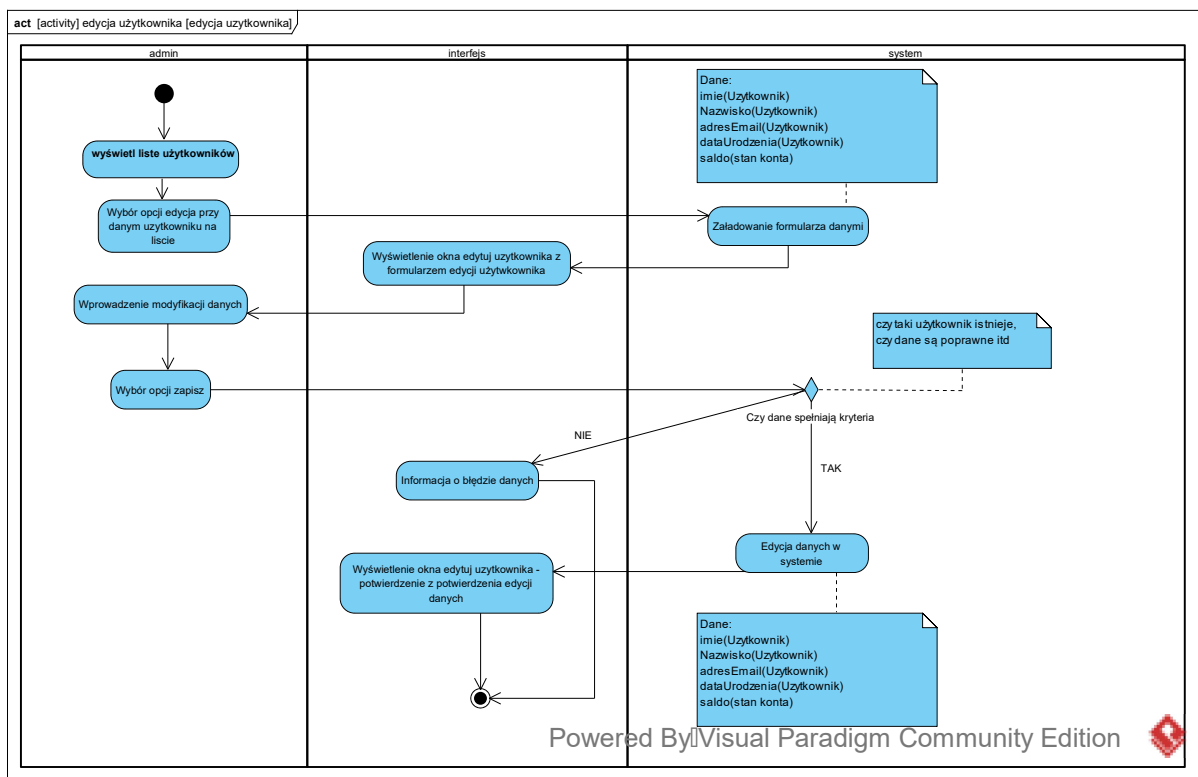 act [activity] edycja użytkownika [edycja uzytkownika]
admin
interfejs
system
Dane:
imie(Uzytkownik)
Nazwisko(Uzytkownik)
adresEmail(Uzytkownik)
dataUrodzenia(Uzytkownik)
saldo(stan konta)
wyświetl liste użytkowników
Wybór opcji edycja przy
danym uzytkowniku na
liscie
Załadowanie formularza danymi
Wyświetlenie okna edytuj uzytkownika z
formularzem edycji użytwkownika
Wprowadzenie modyfikacji danych
czy taki użytkownik istnieje,
czy dane są poprawne itd
Wybór opcji zapisz
Czy dane spełniają kryteria
NIE
TAK
Informacja o błędzie danych
Edycja danych w
systemie
Wyświetlenie okna edytuj uzytkownika -
potwierdzenie z potwierdzenia edycji
danych
Dane:
imie(Uzytkownik)
Nazwisko(Uzytkownik)
adresEmail(Uzytkownik)
dataUrodzenia(Uzytkownik)
saldo(stan konta)
Powered By Visual Paradigm Community Edition